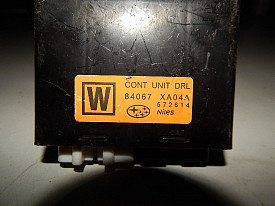 W
CONT UNIT DRL
84067 XA04A
572614
Niles